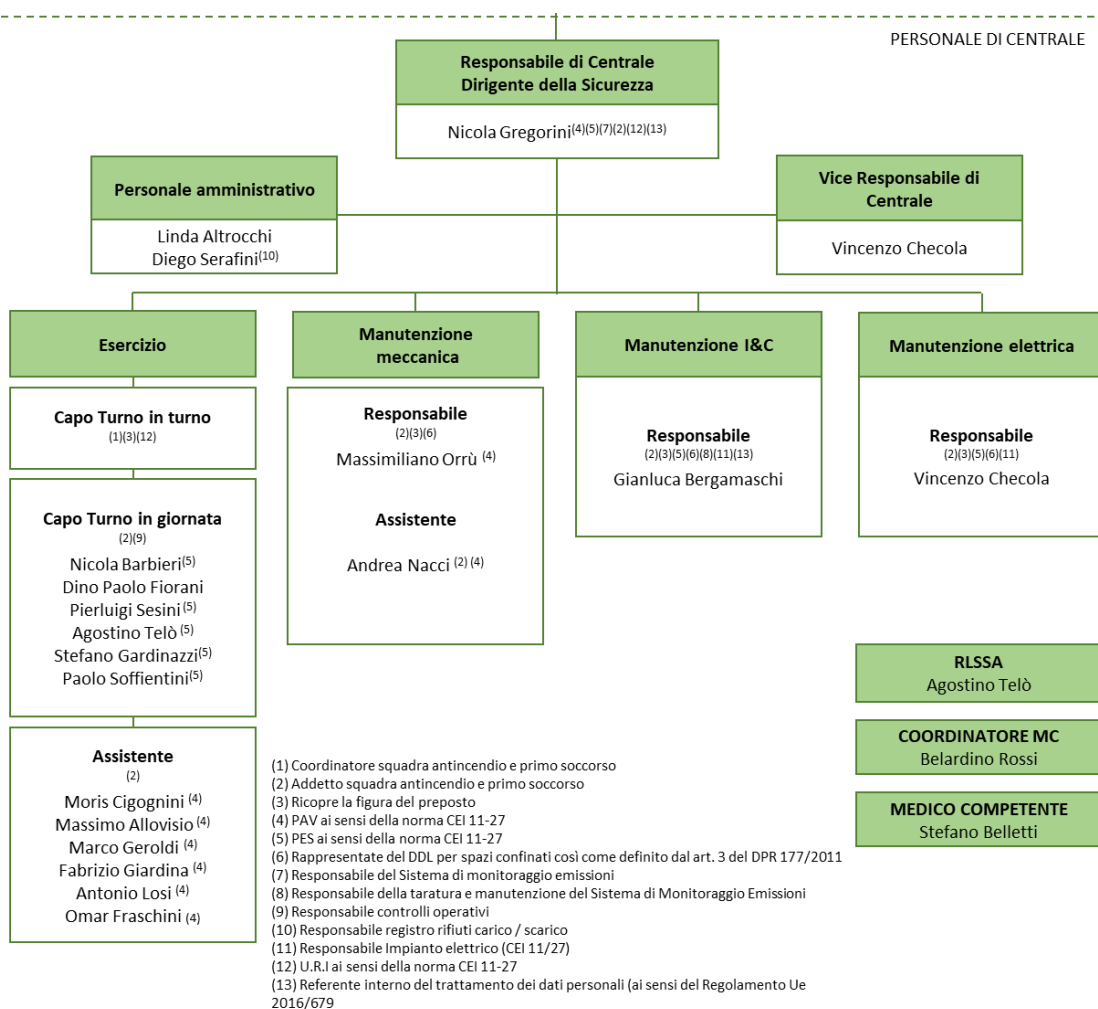 PERSONALE DI CENTRALE
Responsabile di Centrale
Dirigente della Sicurezza
Nicola Gregorini(4)(5)(7)(2)(12)(13)
Personale amministrativo
Linda Altrocchi
Diego Serafini(10)
Vice Responsabile di
Centrale
Vincenzo Checola
Esercizio
Capo Turno in turno
(1)(3)(12)
Capo Turno in giornata
(2)(9)
Nicola Barbieri(5)
Dino Paolo Fiorani
Pierluigi Sesini(5)
Agostino Telò (5)
Stefano Gardinazzi(5)
Paolo Soffientini(5)
Assistente
(2)
Moris Cigognini (4)
Massimo Allovisio (4)
Marco Geroldi (4)
Fabrizio Giardina (4)
Antonio Losi (4)
Omar Fraschini (4)
Manutenzione
meccanica
Responsabile
(2)(3)(6)
Massimiliano Orrù (4)
Assistente
Andrea Nacci (2) (4)
Manutenzione I&C
Responsabile
(2)(3)(5)(6)(8)(11)(13)
Gianluca Bergamaschi
Manutenzione elettrica
Responsabile
(2)(3)(5)(6)(11)
Vincenzo Checola
RLSSA
Agostino Telò
COORDINATORE MC
Belardino Rossi
MEDICO COMPETENTE
Stefano Belletti
(1) Coordinatore squadra antincendio e primo soccorso
(2) Addetto squadra antincendio e primo soccorso
(3) Ricopre la figura del preposto
(4) PAV ai sensi della norma CEI 11-27
(5) PES ai sensi della norma CEI 11-27
(6) Rappresentate del DDL per spazi confinati così come definito dal art. 3 del DPR 177/2011
(7) Responsabile del Sistema di monitoraggio emissioni
(8) Responsabile della taratura e manutenzione del Sistema di Monitoraggio Emissioni
(9) Responsabile controlli operativi
(10) Responsabile registro rifiuti carico / scarico
(11) Responsabile Impianto elettrico (CEI 11/27)
(12) U.R.I ai sensi della norma CEI 11-27
(13) Referente interno del trattamento dei dati personali (ai sensi del Regolamento Ue
2016/679